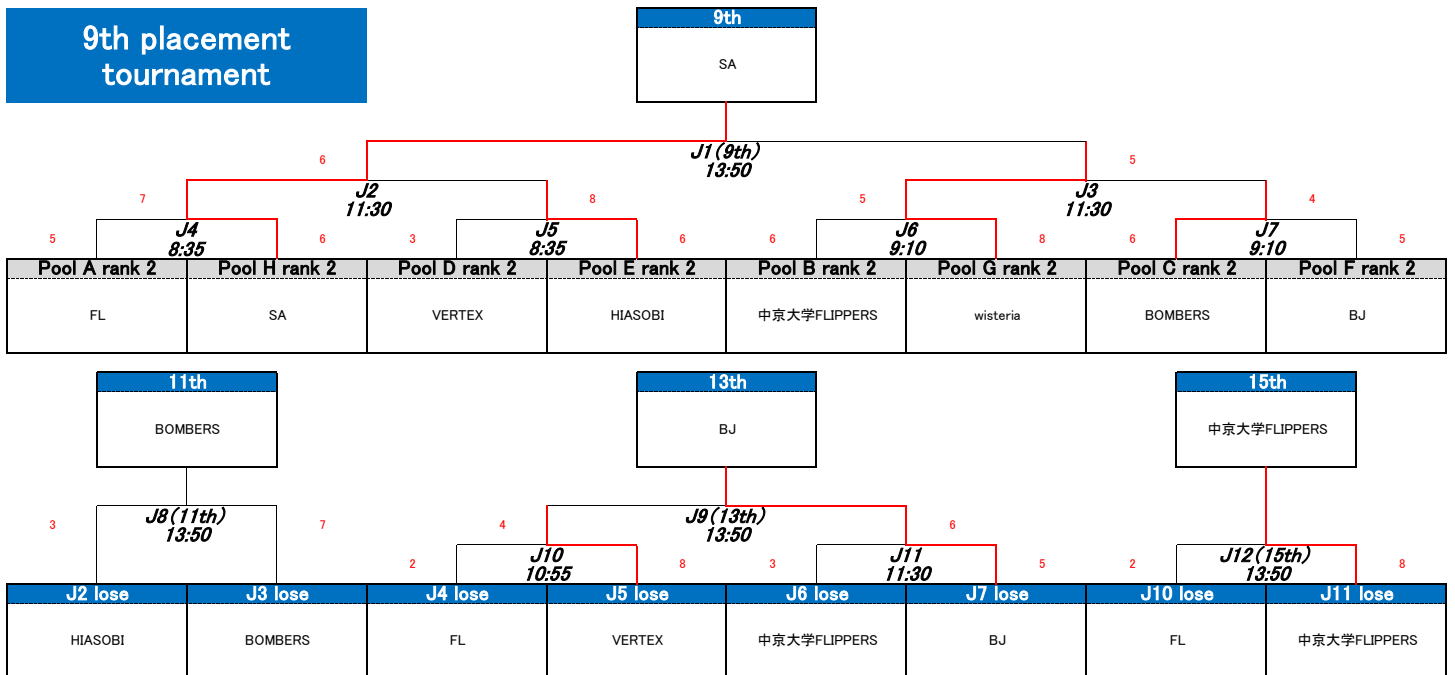 9th placement
tournament
9th
SA
6
J1(9th)
13:50
5
7
J2
11:30
8
5
J3
11:30
4
5
J4
8:35
6
3
J5
8:35
6
6
J6
9:10
8
6
J7
9:10
5
Pool A rank 2
Pool H rank 2
Pool D rank 2
Pool E rank 2
Pool B rank 2
Pool G rank 2
Pool C rank 2
Pool F rank 2
FL
SA
VERTEX
HIASOBI
中京大学FLIPPERS
wisteria
BOMBERS
BJ
11th
13th
15th
BOMBERS
BJ
中京大学FLIPPERS
3
J8(11th)
13:50
7
4
J9(13th)
13:50
6
2
J10
10:55
8
3
J11
11:30
5
2
J12(15th)
13:50
8
J2 lose
J3 lose
J4 lose
J5 lose
J6 lose
J7 lose
J10 lose
J11 lose
HIASOBI
BOMBERS
FL
VERTEX
中京大学FLIPPERS
BJ
FL
中京大学FLIPPERS